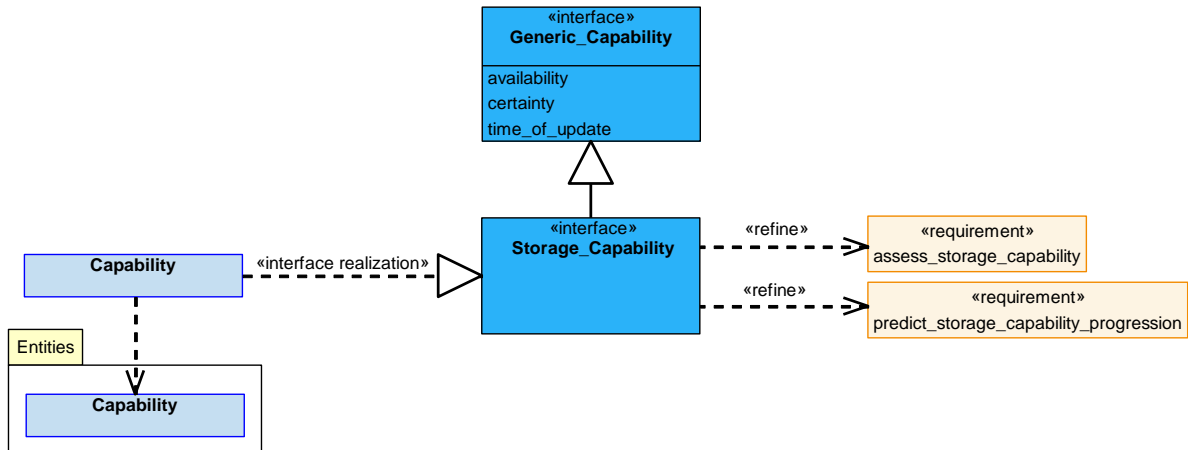 «interface»
Generic_Capability
availability
certainty
time_of_update
«interface»
Storage_Capability
«refine»
«requirement»
assess_storage_capability
Capability
«interface realization»
«refine»
«requirement»
predict_storage_capability_progression
Entities
Capability